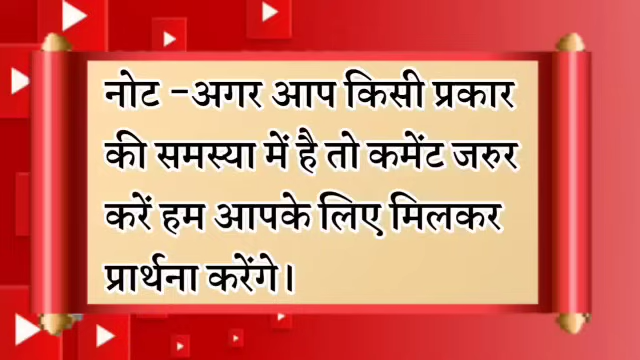 नोट -अगर आप किसी प्रकार
की समस्या में है तो कमेंट जरुर
करें हम आपके लिए मिलकर
प्रार्थना करेंगे।